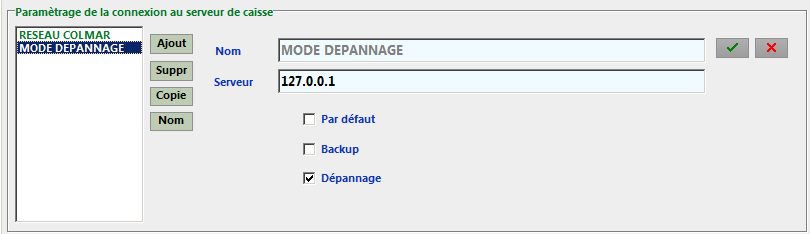 Paramètrage de la connexion au serveur de caisse
RESEAU COLMAR
MODE DEPANNAGE
Ajout
Suppr
Copie
Nom
Nom
MODE DEPANNAGE
Serveur
127.0.0.1
Par défaut
Backup
Dépannage